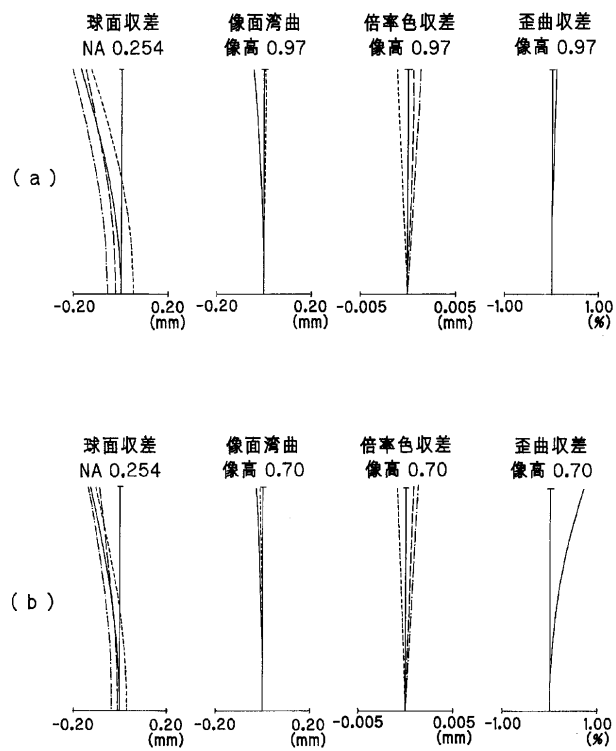 球面収差 像面湾曲 倍率色収差 歪曲収差
NA 0.254 像高 0.97 像高 0.97 像高 0.97
(a)
-0.20 0.20 -0.20 0.20 -0.005 0.005 -1.00 1.00
(mm) (mm) (mm) (%)
球面収差 像面湾曲 倍率色収差 歪曲収差
NA 0.254 像高 0.70 像高 0.70 像高 0.70
(b)
-0.20 0.20 -0.20 0.20 -0.005 0.005 -1.00 1.00
(mm) (mm) (mm) (%)